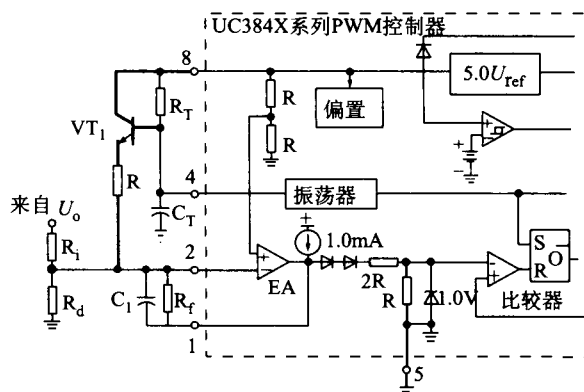 UC384X系列PWM控制器
8
R_T
R
R
偏置
5.0U_ref
VT_1
R
4
振荡器
C_T
来自 U_o
R_i
2
1.0mA
EA
2R
R
1.0V
比较器
S
R
Q
R_d
C_1
R_f
1
5